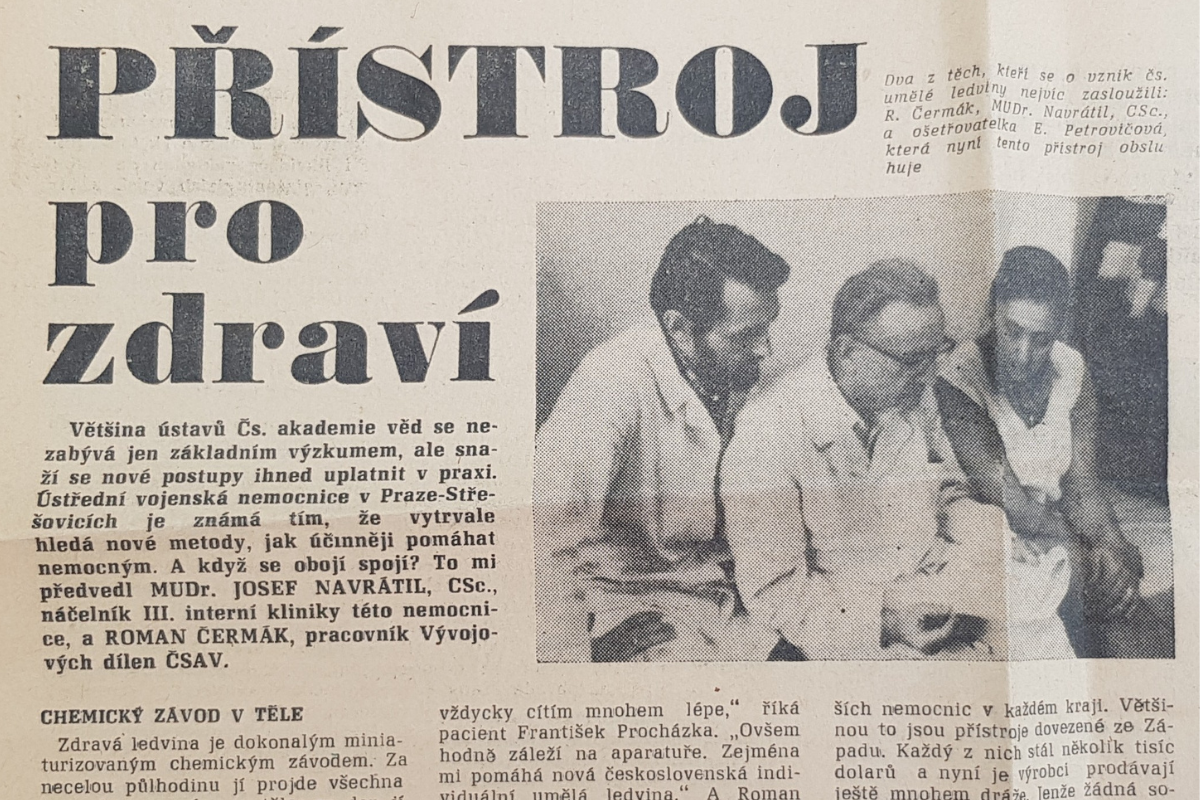 PŘÍSTROJ
pro
zdraví
Dva z těch, kteří se o vznik čs.
umělé ledviny nejvíc zasloužili:
R. Čermák, MUDr. Navrátil, CSc.,
a ošetřovatelka E. Petrovičová,
která nyní tento přístroj obslu
huje
Většina ústavů Čs. akademie věd se ne-
zabývá jen základním výzkumem, ale sna-
ží se nové postupy ihned uplatnit v praxi.
Ústřední vojenská nemocnice v Praze-Stře-
šovicích je známá tím, že vytrvale
hledá nové metody, jak účinněji pomáhat
nemocným. A když se obojí spojí? To mi
předvedl MUDr. JOSEF NAVRÁTIL, CSc.,
náčelník III. interní kliniky této nemocni-
ce, a ROMAN ČERMÁK, pracovník Vývojo-
vých dílen ČSAV.
CHEMICKÝ ZÁVOD V TĚLE
Zdravá ledvina je dokonalým minia-
turizovaným chemickým závodem. Za
necelou půlhodinu jí projde všechna
vždycky cítím mnohem lépe,“ říká
pacient František Procházka. „Ovšem
hodně záleží na aparatuře. Zejména
mi pomáhá nová československá indi-
viduální umělá ledvina.“ A Roman
ších nemocnic v každém kraji. Větši-
nou to jsou přístroje dovezené ze Zá-
padu. Každý z nich stál několik tisíc
dolarů a nyní je výrobci prodávají
ještě mnohem dráže. Jenže žádná so-